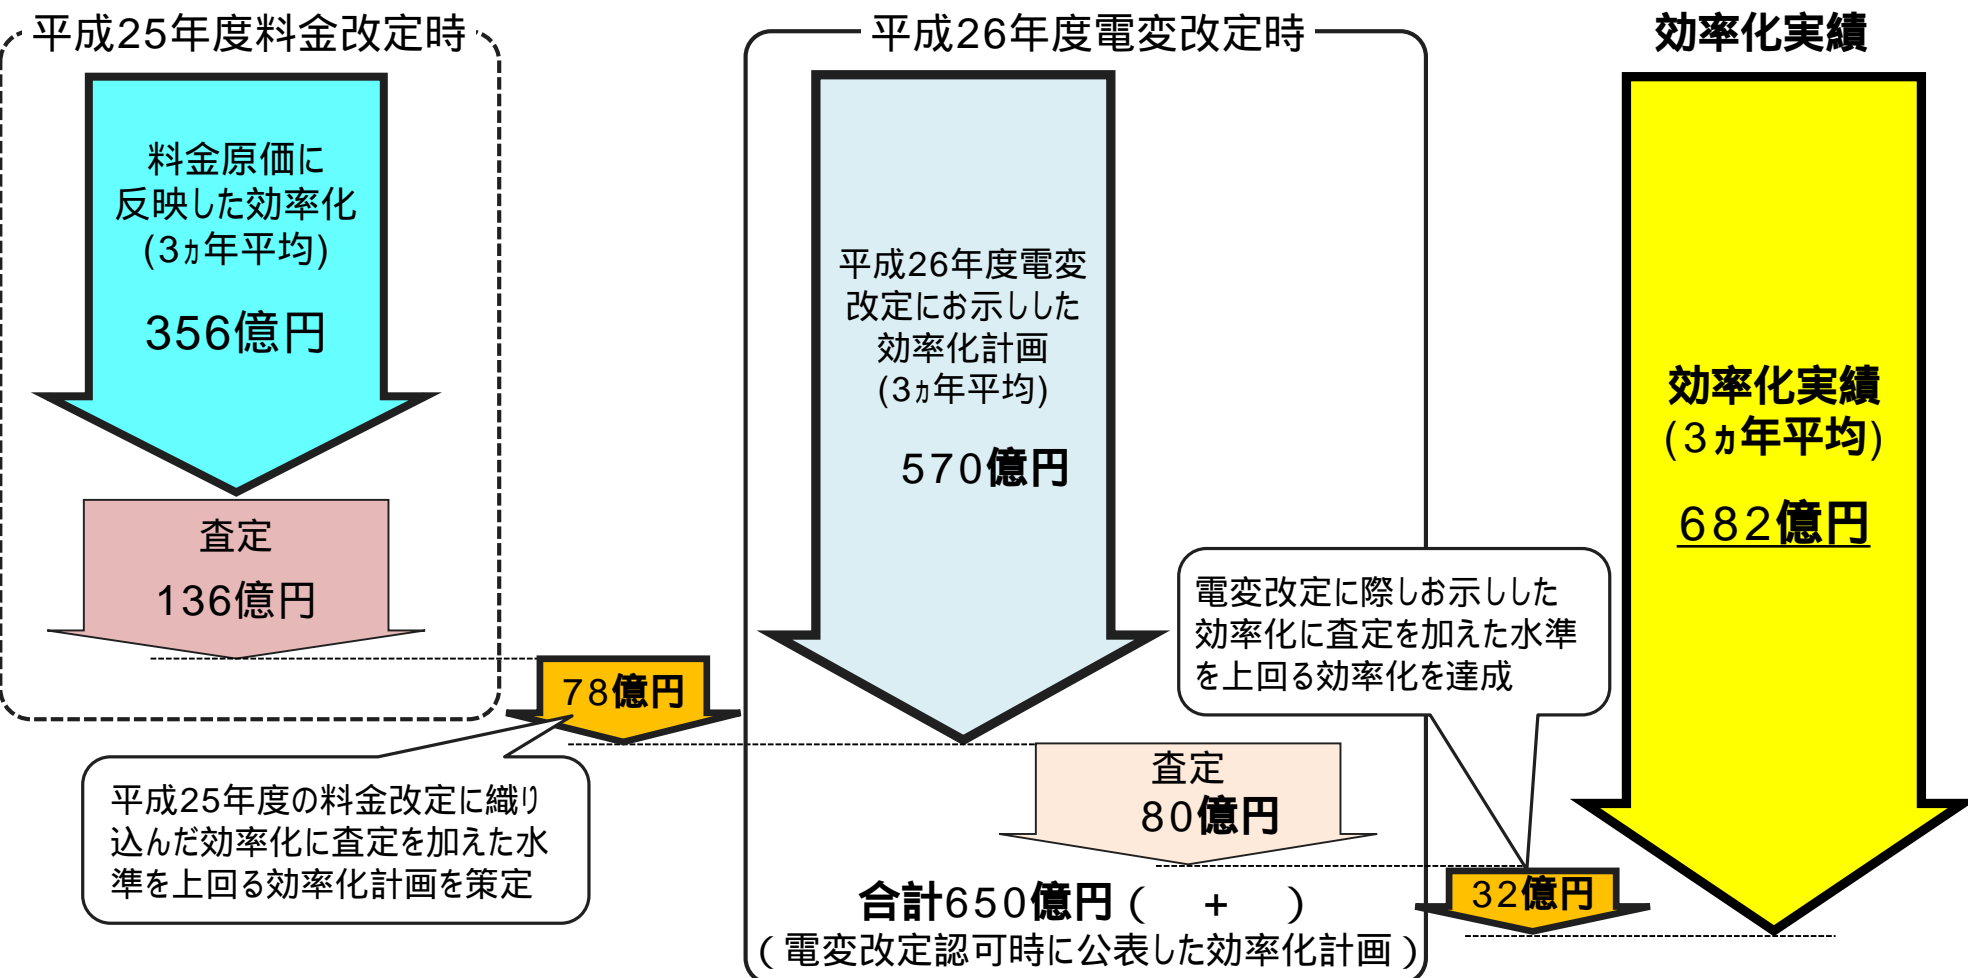 平成25年度料金改定時
料金原価に
反映した効率化
(3ヵ年平均)
356億円
査定
136億円
78億円
平成25年度の料金改定に織り
込んだ効率化に査定を加えた水
準を上回る効率化計画を策定
平成26年度電変改定時
平成26年度電変
改定にお示しした
効率化計画
(3ヵ年平均)
570億円
査定
80億円
合計650億円( + )
(電変改定認可時に公表した効率化計画)
電変改定に際しお示しした
効率化に査定を加えた水準
を上回る効率化を達成
32億円
効率化実績
効率化実績
(3ヵ年平均)
682億円